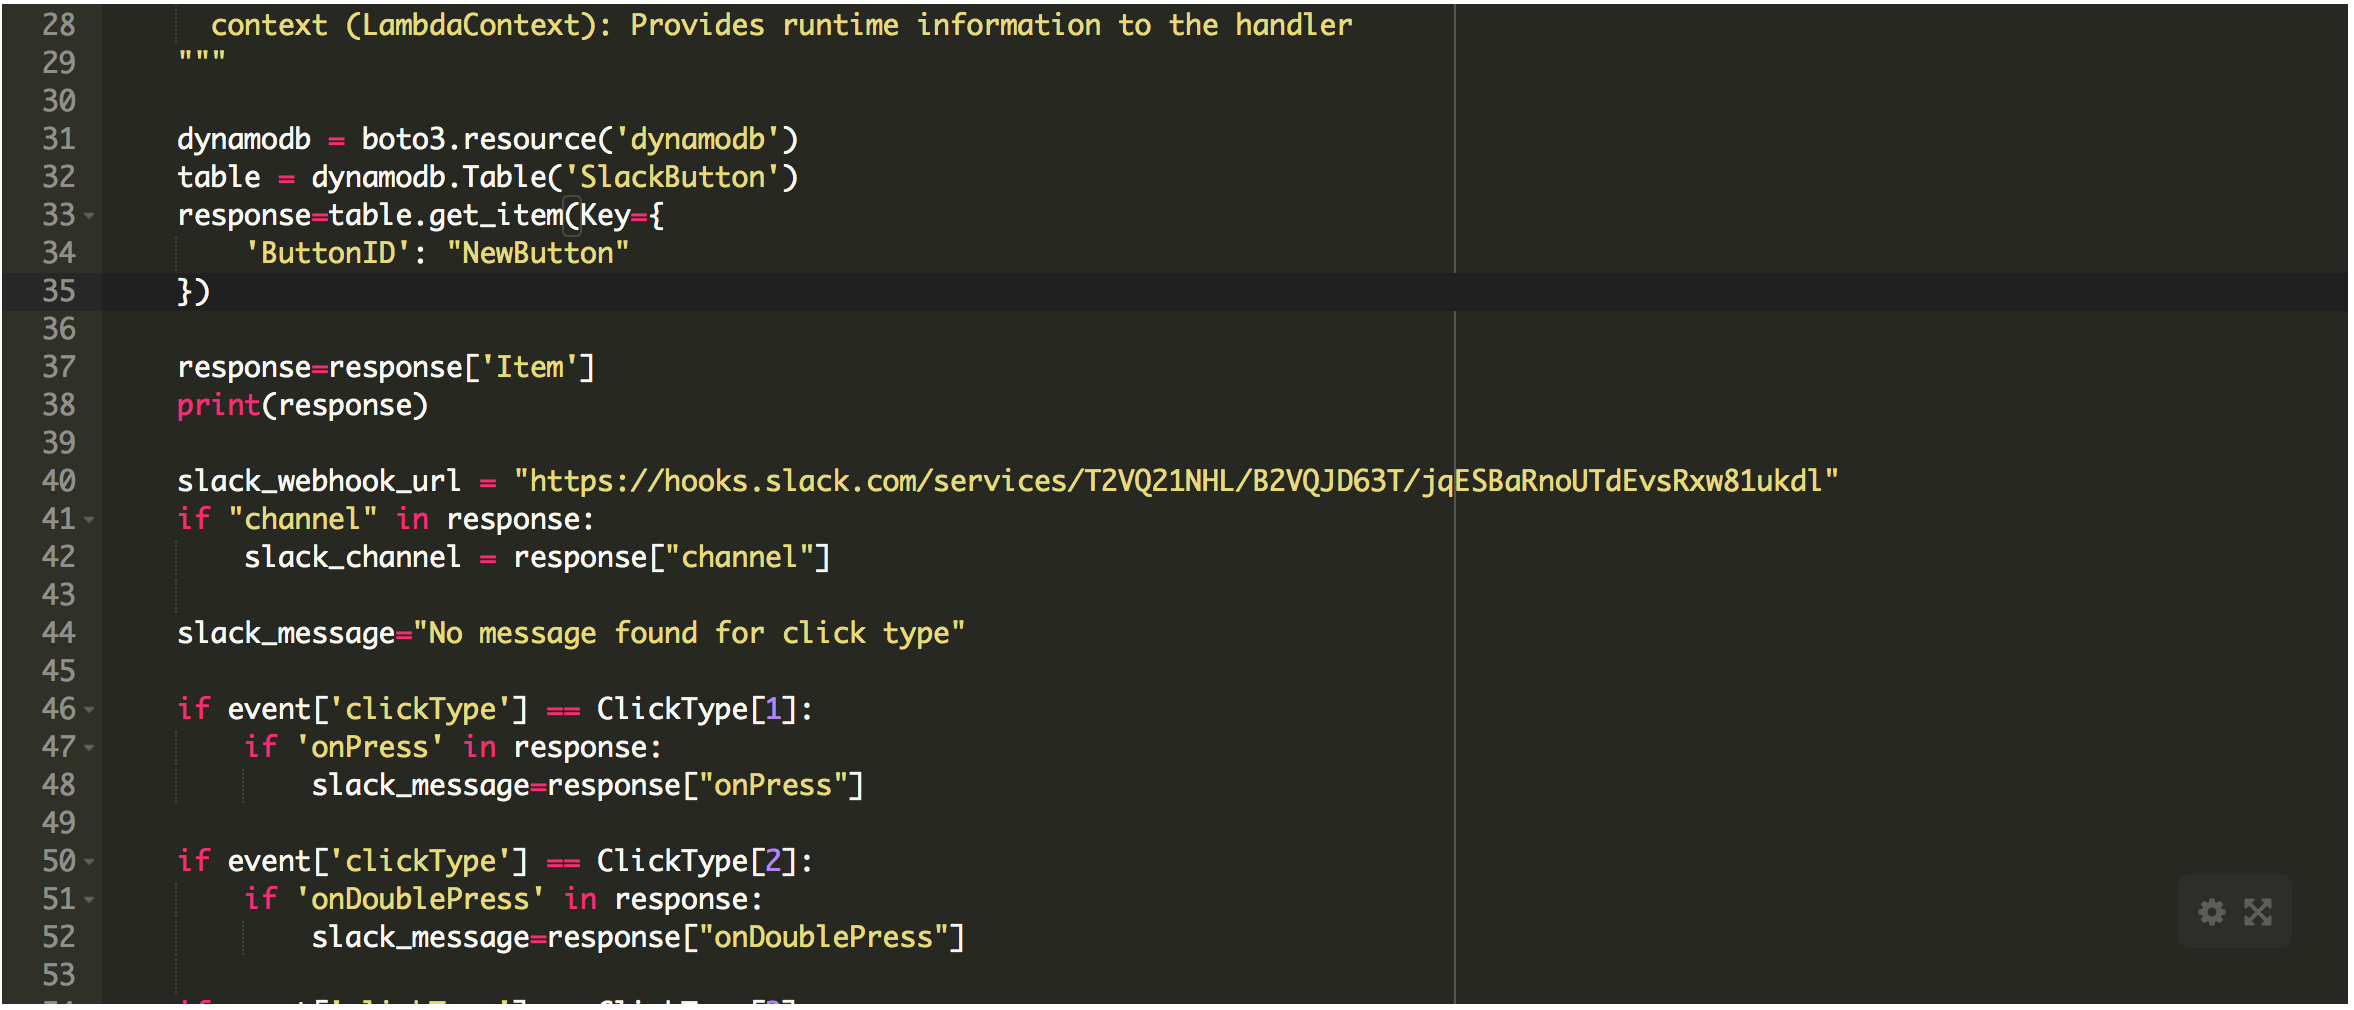 28 context (LambdaContext): Provides runtime information to the handler
29 """
30
31 dynamodb = boto3.resource('dynamodb')
32 table = dynamodb.Table('SlackButton')
33 response=table.get_item(Key={
34 'ButtonID': "NewButton"
35 })
36
37 response=response['Item']
38 print(response)
39
40 slack_webhook_url = "https://hooks.slack.com/services/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"
41 if "channel" in response:
42 slack_channel = response["channel"]
43
44 slack_message="No message found for click type"
45
46 if event['clickType'] == ClickType[1]:
47 if 'onPress' in response:
48 slack_message=response["onPress"]
49
50 if event['clickType'] == ClickType[2]:
51 if 'onDoublePress' in response:
52 slack_message=response["onDoublePress"]
53